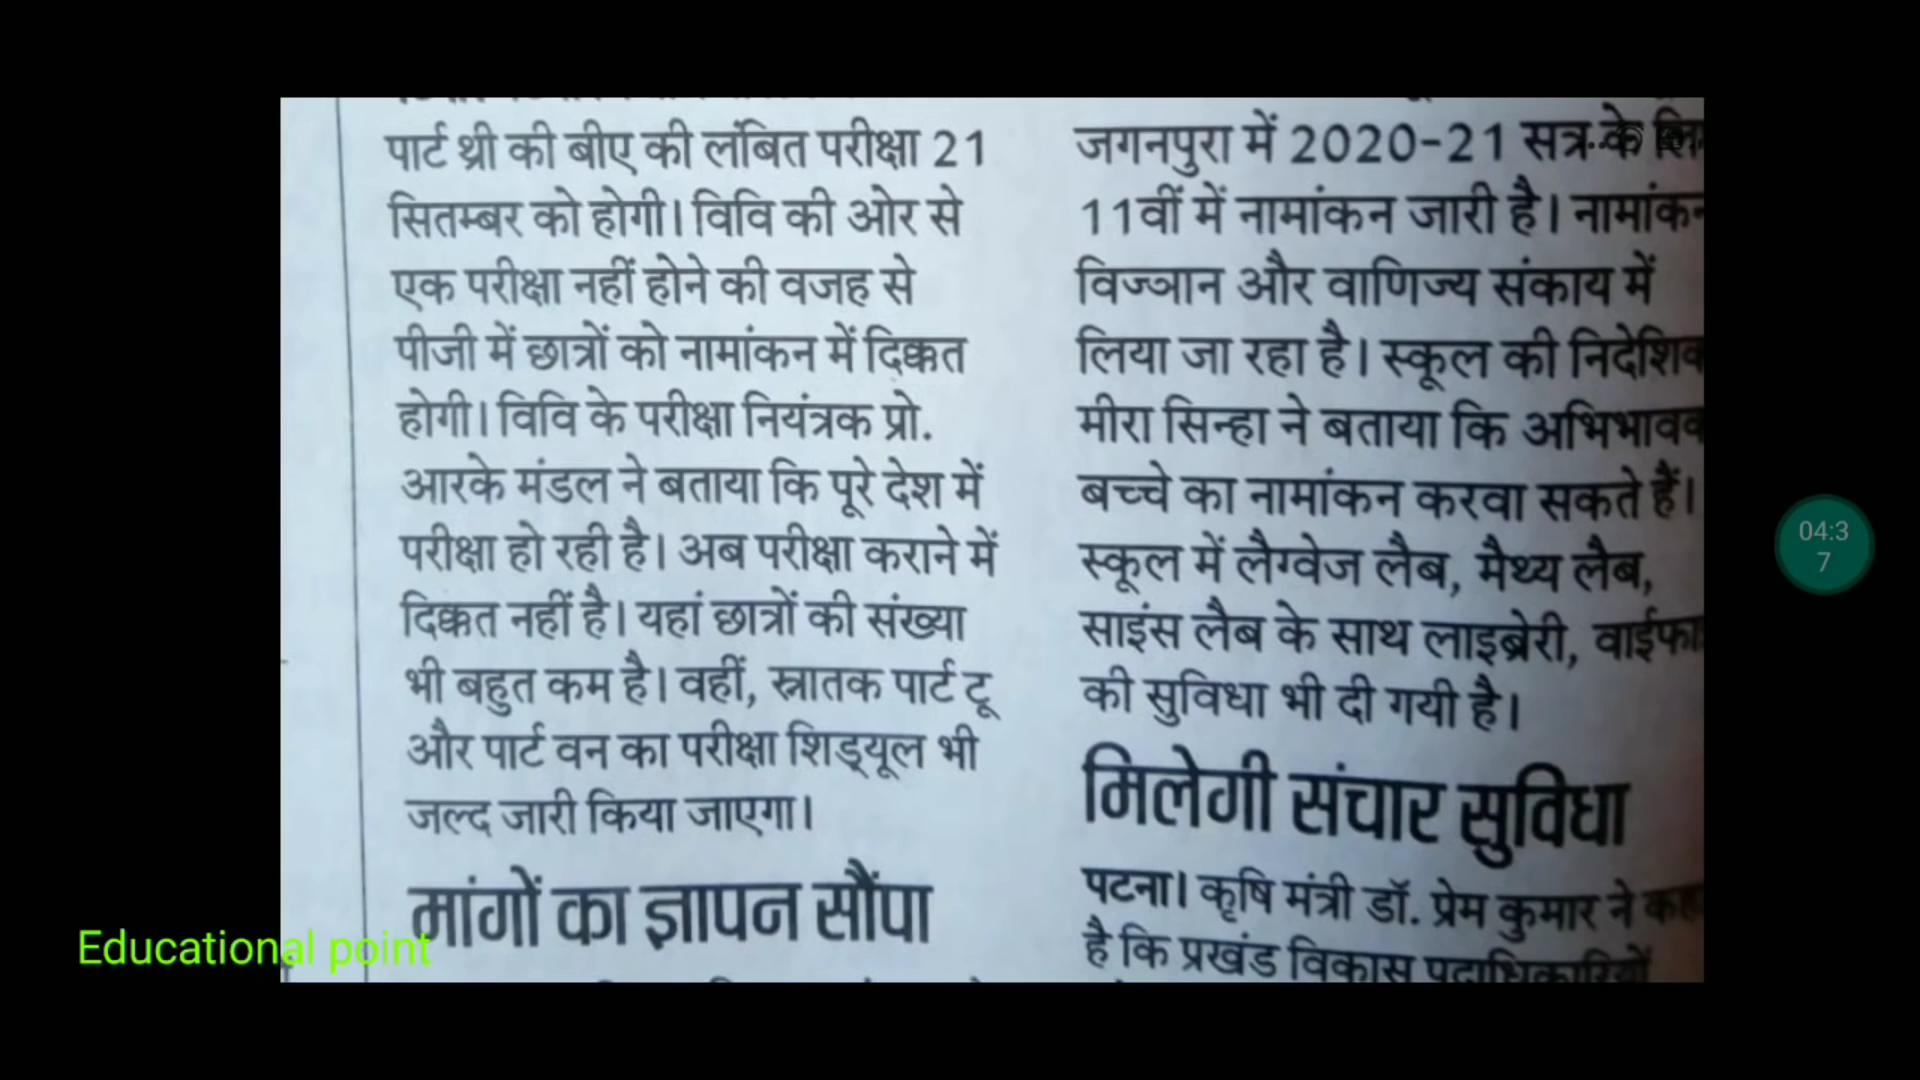 पार्ट थ्री की बीए की लंबित परीक्षा 21
सितम्बर को होगी। विवि की ओर से
एक परीक्षा नहीं होने की वजह से
पीजी में छात्रों को नामांकन में दिक्कत
होगी। विवि के परीक्षा नियंत्रक प्रो.
आरके मंडल ने बताया कि पूरे देश में
परीक्षा हो रही है। अब परीक्षा कराने में
दिक्कत नहीं है। यहां छात्रों की संख्या
भी बहुत कम है। वहीं, स्नातक पार्ट टू
और पार्ट वन का परीक्षा शिड्यूल भी
जल्द जारी किया जाएगा।
मांगों का ज्ञापन सौंपा
जगनपुरा में 2020-21 सत्र के
11वीं में नामांकन जारी है। नामांकन
विज्ञान और वाणिज्य संकाय में
लिया जा रहा है। स्कूल की
मीरा सिन्हा ने बताया कि अभिभावक
बच्चे का नामांकन करवा सकते हैं।
स्कूल में लैग्वेज लैब, मैथ्य लैब,
साइंस लैब के साथ लाइब्रेरी,
की सुविधा भी दी गयी है।
मिलेगी संचार सुविधा
पटना। कृषि मंत्री डॉ. प्रेम कुमार ने
है कि प्रखंड विकास
Educational point
04:3
7